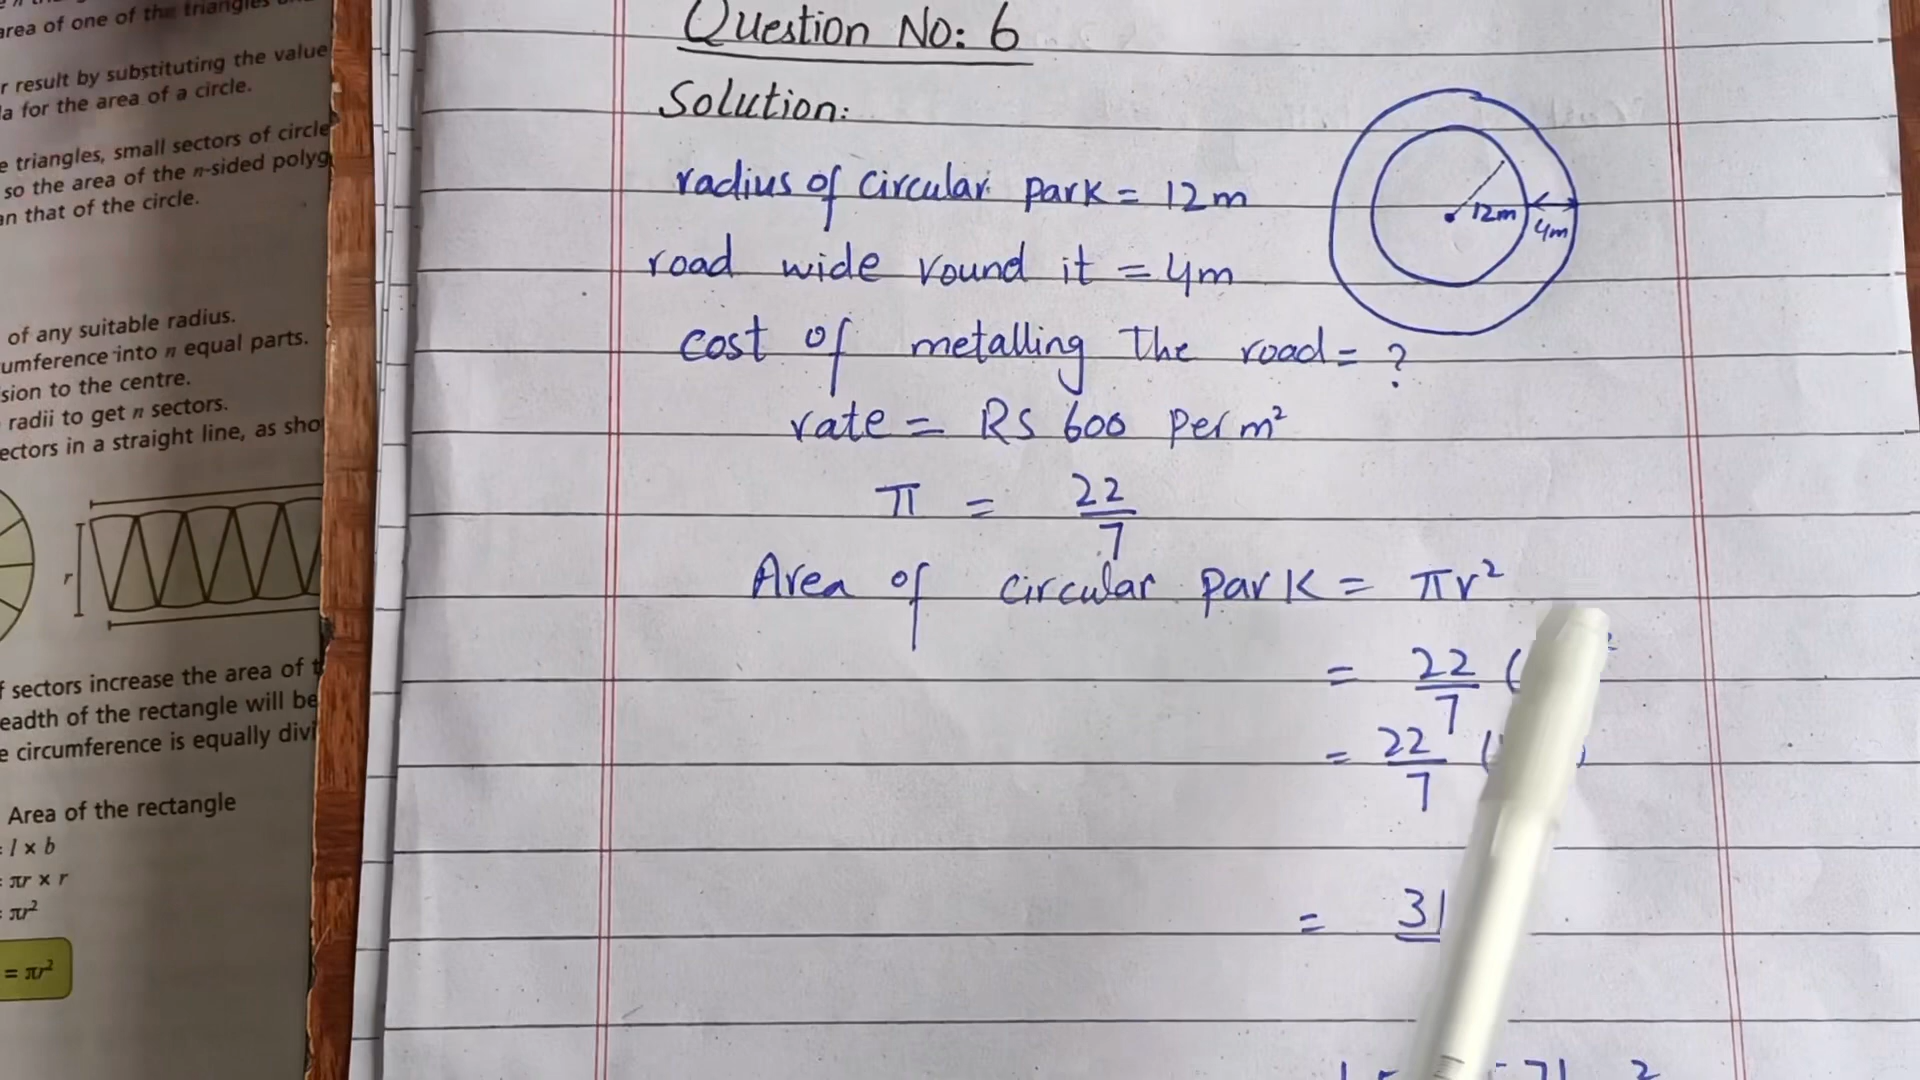 area of one of the triangles
r result by substituting the value
la for the area of a circle.
e triangles, small sectors of circle
so the area of the n-sided polyg
an that of the circle.
of any suitable radius.
cumference into n equal parts.
sion to the centre.
radii to get n sectors.
ectors in a straight line, as sho
r
f sectors increase the area of t
eadth of the rectangle will be
e circumference is equally divi
Area of the rectangle
= l × b
= πr × r
= πr²
= πr²
Question No: 6
Solution:
radius of circular park = 12m
12m
4m
road wide round it = 4m
cost of metalling the road = ?
rate = Rs 600 per m²
π = 22/7
Area of circular park = πr²
= 22/7 ( ²
= 22/7 ( )
= 31